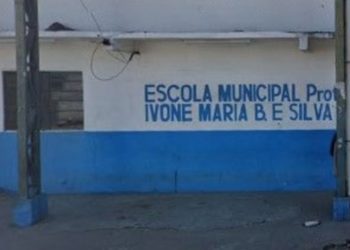 ESCOLA MUNICIPAL Prof
IVONE MARIA B. E SILVA